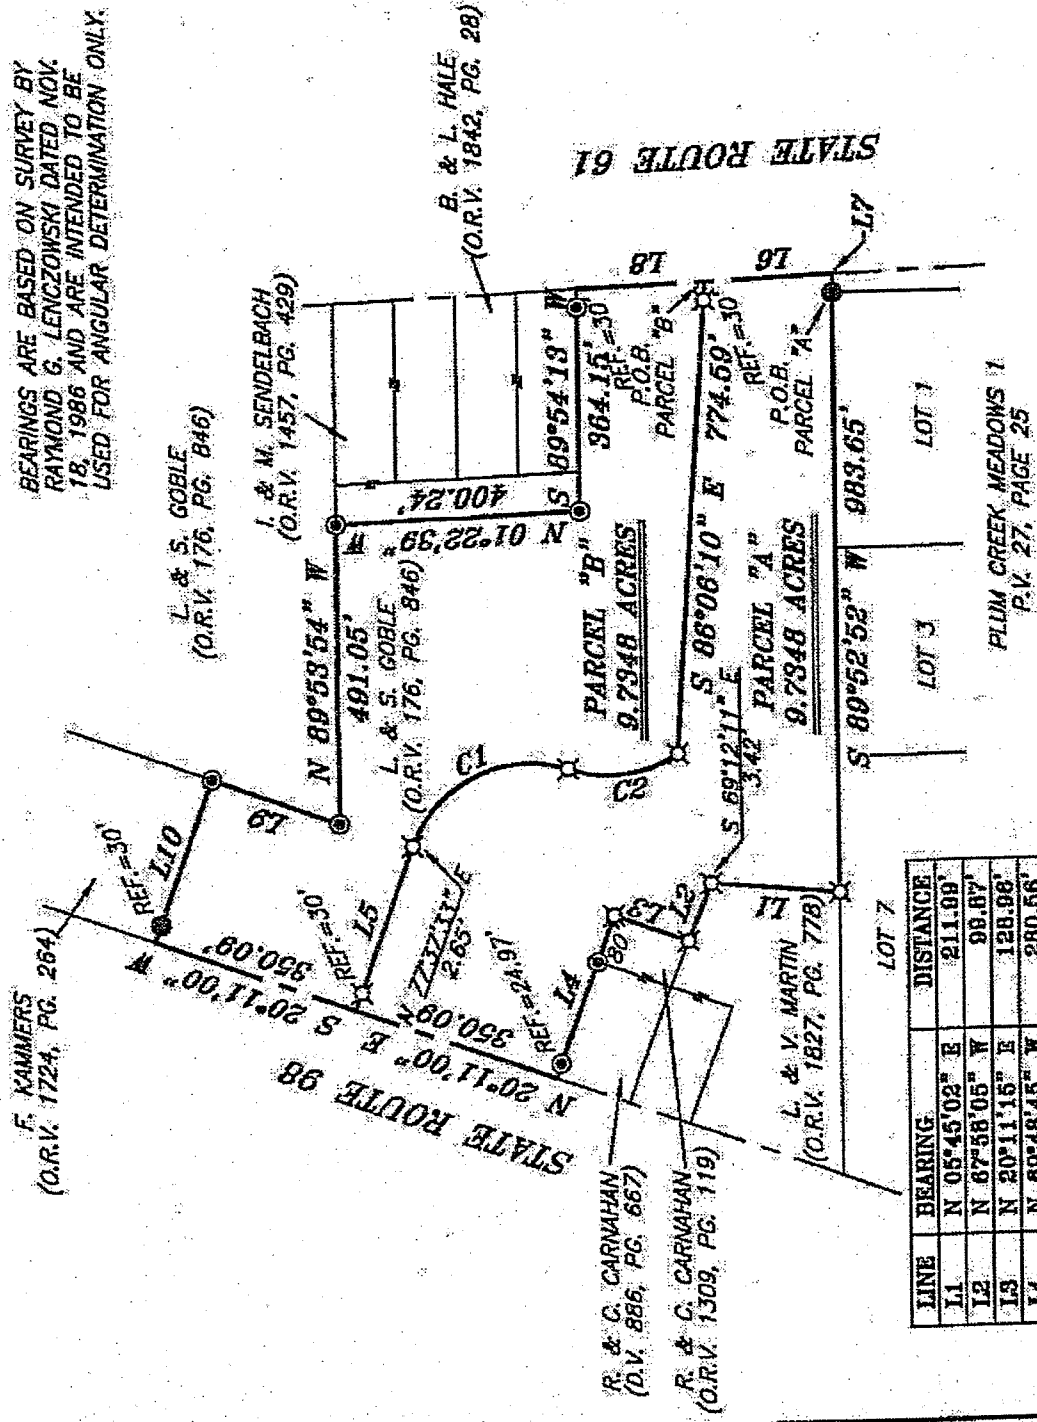 BEARINGS ARE BASED ON SURVEY BY
RAYMOND G. LENCZOWSKI DATED NOV.
18, 1986 AND ARE INTENDED TO BE
USED FOR ANGULAR DETERMINATION ONLY.
F. KAMMERS
(O.R.V. 1724, PG. 264)
L. & S. GOBLE
(O.R.V. 176, PG. 846)
I. & M. SENDELBACH
(O.R.V. 1457, PG. 429)
B. & L. HALE
(O.R.V. 1842, PG. 28)
STATE ROUTE 61
REF.=30'
L10
L9
S 20°11'00" W
350.09'
N 89°53'54" W
491.05'
L. & S. GOBLE
(O.R.V. 176, PG. 846)
N 01°22'39" W
400.24'
S 89°54'13" W
364.15'
REF.=30'
L8
P.O.B.
PARCEL "B"
REF.=30'
L5
C1
N 77°37'33" E
2.65'
STATE ROUTE 98
N 20°11'00" E
350.09'
REF.=24.97'
L4
80'
L3
L2
C2
PARCEL "B"
9.7348 ACRES
S 86°06'10" E
774.59'
REF.=30'
L6
P.O.B.
PARCEL "A"
L7
S 69°12'11" E
3.42'
PARCEL "A"
9.7348 ACRES
L1
S 89°52'52" W
983.65'
R. & C. CARNAHAN
(D.V. 886, PG. 667)
R. & C. CARNAHAN
(O.R.V. 1309, PG. 119)
L. & V. MARTIN
(O.R.V. 1827, PG. 778)
LOT 7
LOT 3
LOT 1
PLUM CREEK MEADOWS 1
P.V. 27, PAGE 25
LINE BEARING DISTANCE
L1 N 05°45'02" E 211.99'
L2 N 67°58'05" W 99.87'
L3 N 20°11'15" E 128.98'